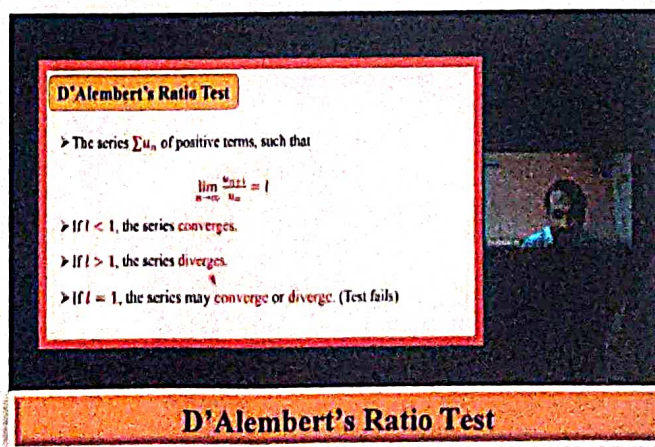 D'Alembert's Ratio Test
➢ The series ∑uₙ of positive terms, such that
lim n→∞ uₙ₊₁/uₙ = l
➢ If l < 1, the series converges.
➢ If l > 1, the series diverges.
➢ If l = 1, the series may converge or diverge. (Test fails)
D'Alembert's Ratio Test